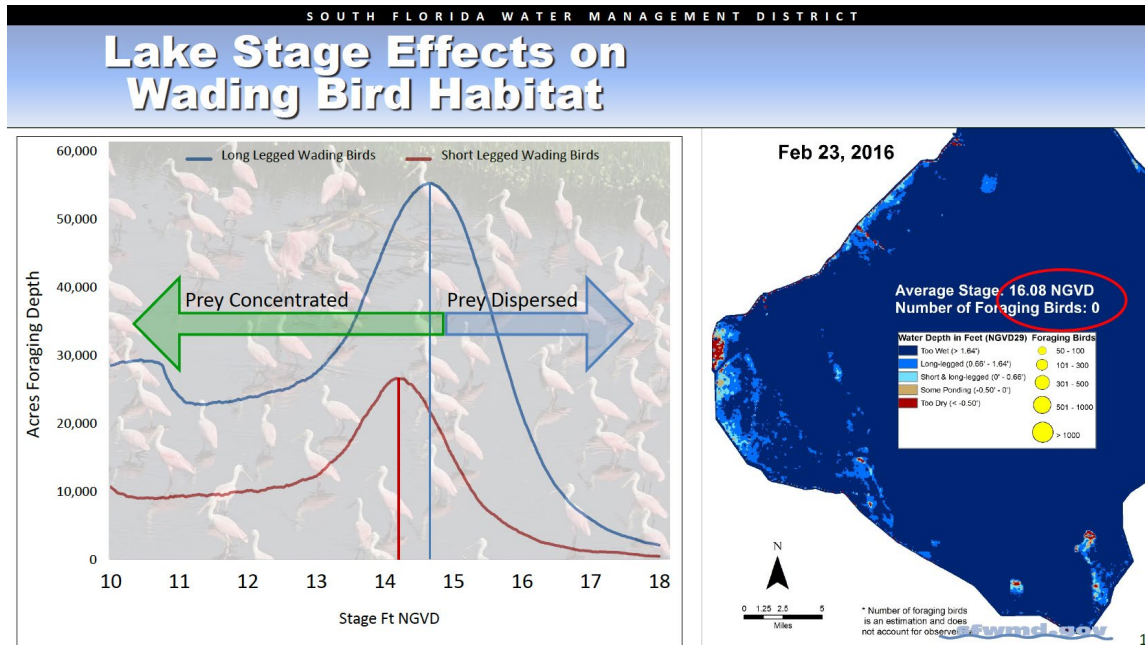 SOUTH FLORIDA WATER MANAGEMENT DISTRICT
Lake Stage Effects on
Wading Bird Habitat
Long Legged Wading Birds
Short Legged Wading Birds
60,000
50,000
40,000
30,000
20,000
10,000
0
Acres Foraging Depth
Prey Concentrated
Prey Dispersed
10 11 12 13 14 15 16 17 18
Stage Ft NGVD
Feb 23, 2016
Average Stage: 16.08 NGVD
Number of Foraging Birds: 0
Water Depth in Feet (NGVD29)
Too Wet (> 1.64')
Long-legged (0.66' - 1.64')
Short & long-legged (0' - 0.66')
Some Ponding (-0.50' - 0')
Too Dry (< -0.50')
Foraging Birds
50 - 100
101 - 300
301 - 500
501 - 1000
> 1000
N
0 1.25 2.5 5
Miles
* Number of foraging birds
is an estimation and does
not account for
sfwmd.gov
1